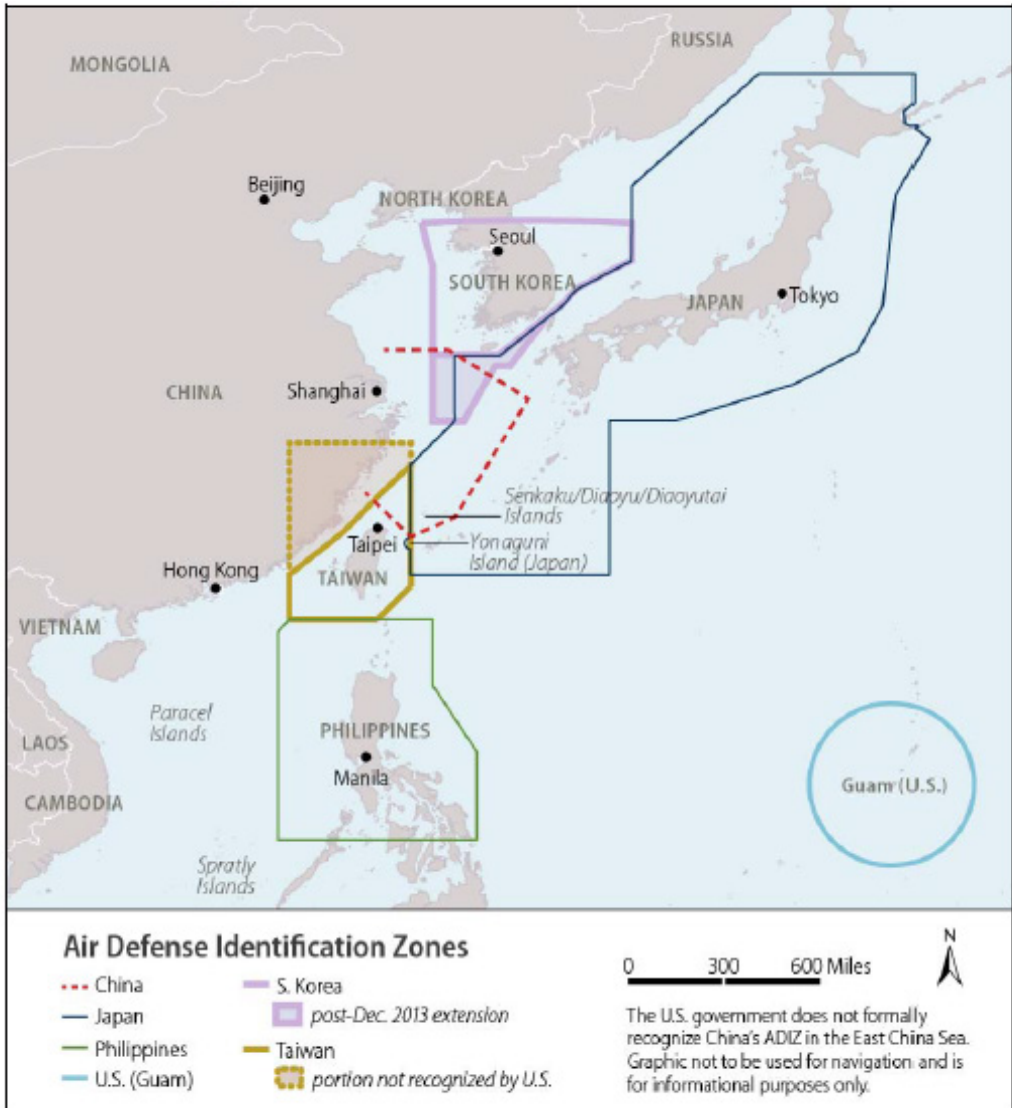 RUSSIA
MONGOLIA
Beijing
NORTH KOREA
Seoul
SOUTH KOREA
JAPAN
Tokyo
CHINA
Shanghai
Senkaku/Diaoyu/Diaoyutai
Islands
Taipei
Yonaguni
Island (Japan)
Hong Kong
TAIWAN
VIETNAM
Paracel
Islands
PHILIPPINES
LAOS
Manila
Guam (U.S.)
CAMBODIA
Spratly
Islands
Air Defense Identification Zones
China
Japan
Philippines
U.S. (Guam)
S. Korea
post-Dec. 2013 extension
Taiwan
portion not recognized by U.S.
0 300 600 Miles
N
The U.S. government does not formally
recognize China's ADIZ in the East China Sea.
Graphic not to be used for navigation and is
for informational purposes only.